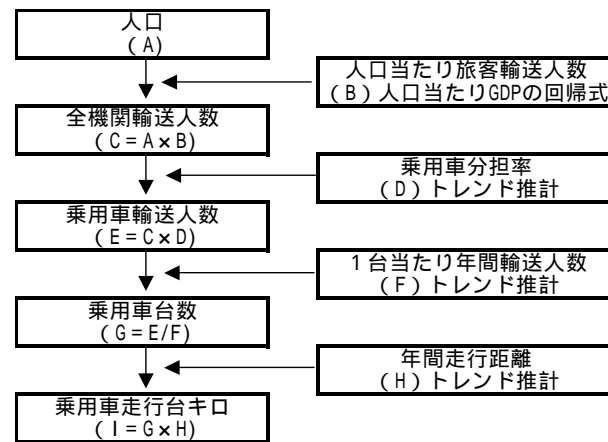 人口
(A)
人口当たり旅客輸送人数
(B)人口当たりGDPの回帰式
全機関輸送人数
(C=A×B)
乗用車分担率
(D)トレンド推計
乗用車輸送人数
(E=C×D)
1台当たり年間輸送人数
(F)トレンド推計
乗用車台数
(G=E/F)
年間走行距離
(H)トレンド推計
乗用車走行台キロ
(I=G×H)